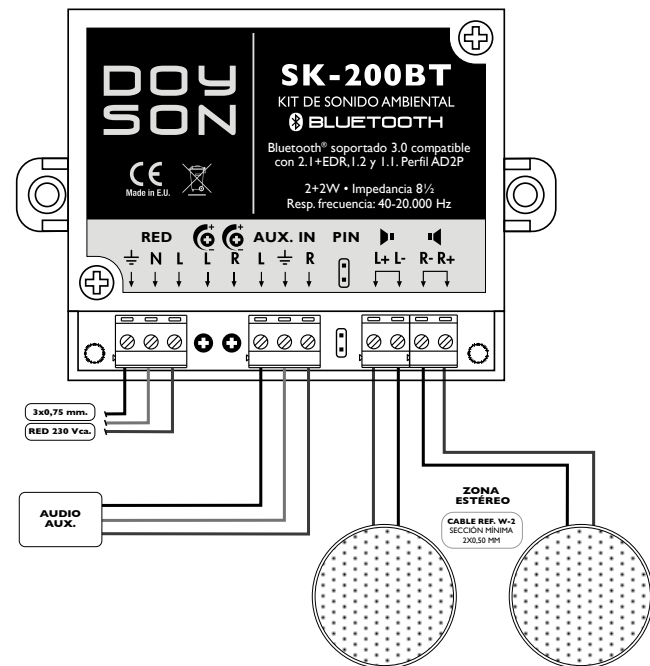 DOY
SON
CE
Made in E.U.
SK-200BT
KIT DE SONIDO AMBIENTAL
BLUETOOTH
Bluetooth® soportado 3.0 compatible
con 2.1+EDR,1.2 y 1.1. Perfil AD2P
2+2W • Impedancia 8½
Resp. frecuencia: 40-20.000 Hz
RED AUX. IN PIN
N L L R L R L+ L- R- R+
3x0,75 mm.
RED 230 Vca.
AUDIO
AUX.
ZONA
ESTÉREO
CABLE REF. W-2
SECCIÓN MÍNIMA
2X0,50 MM